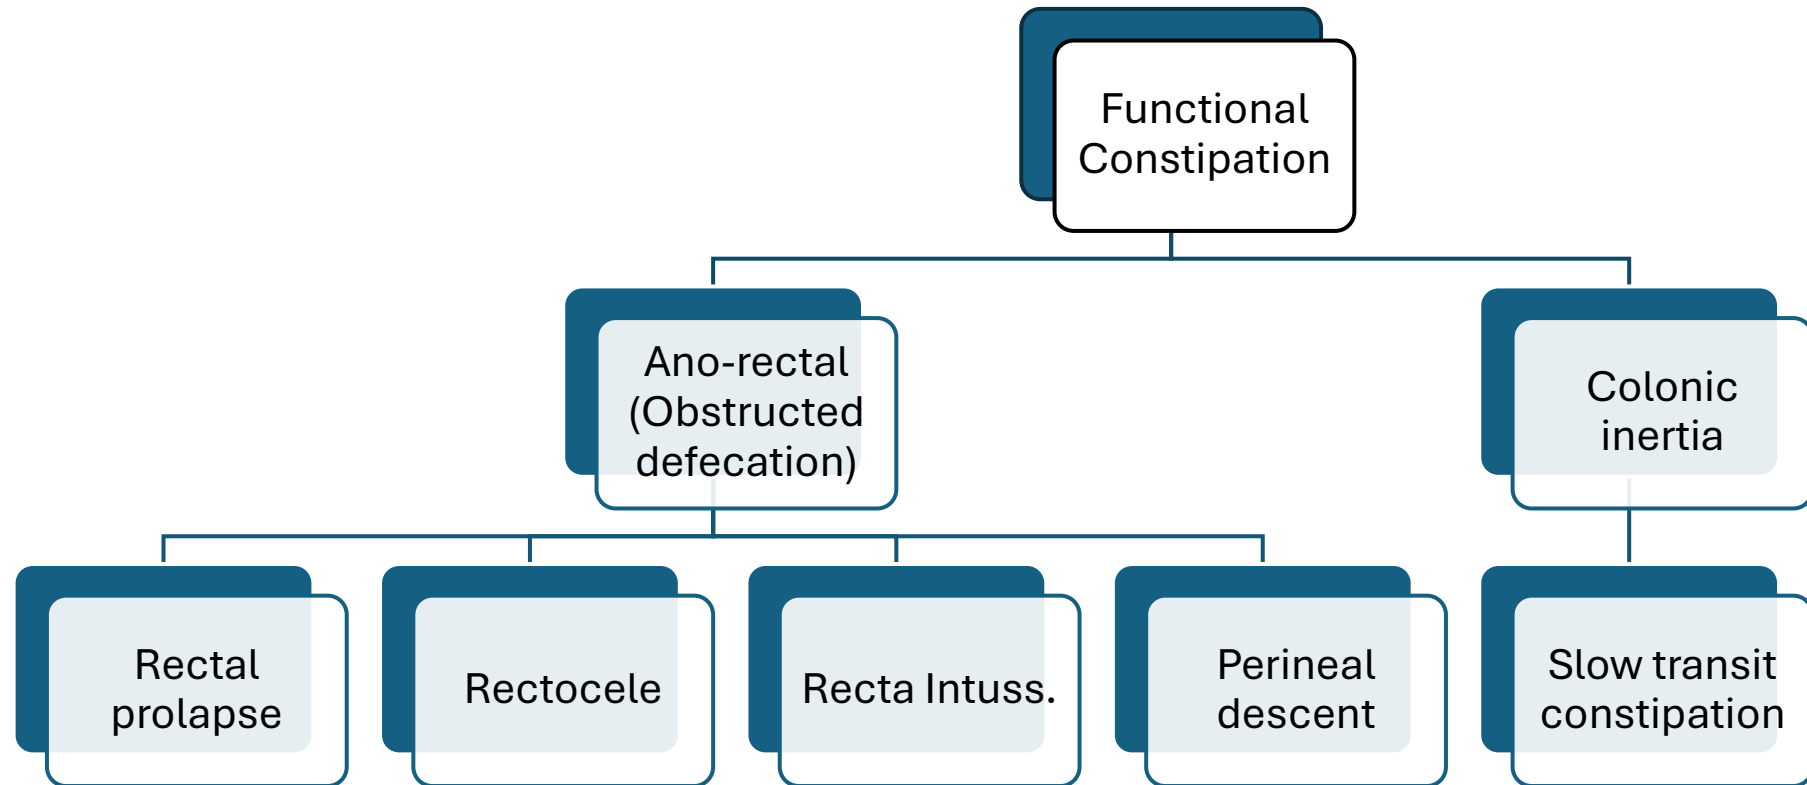 Functional
Constipation
Ano-rectal
(Obstructed
defecation)
Colonic
inertia
Rectal
prolapse
Rectocele
Recta Intuss.
Perineal
descent
Slow transit
constipation